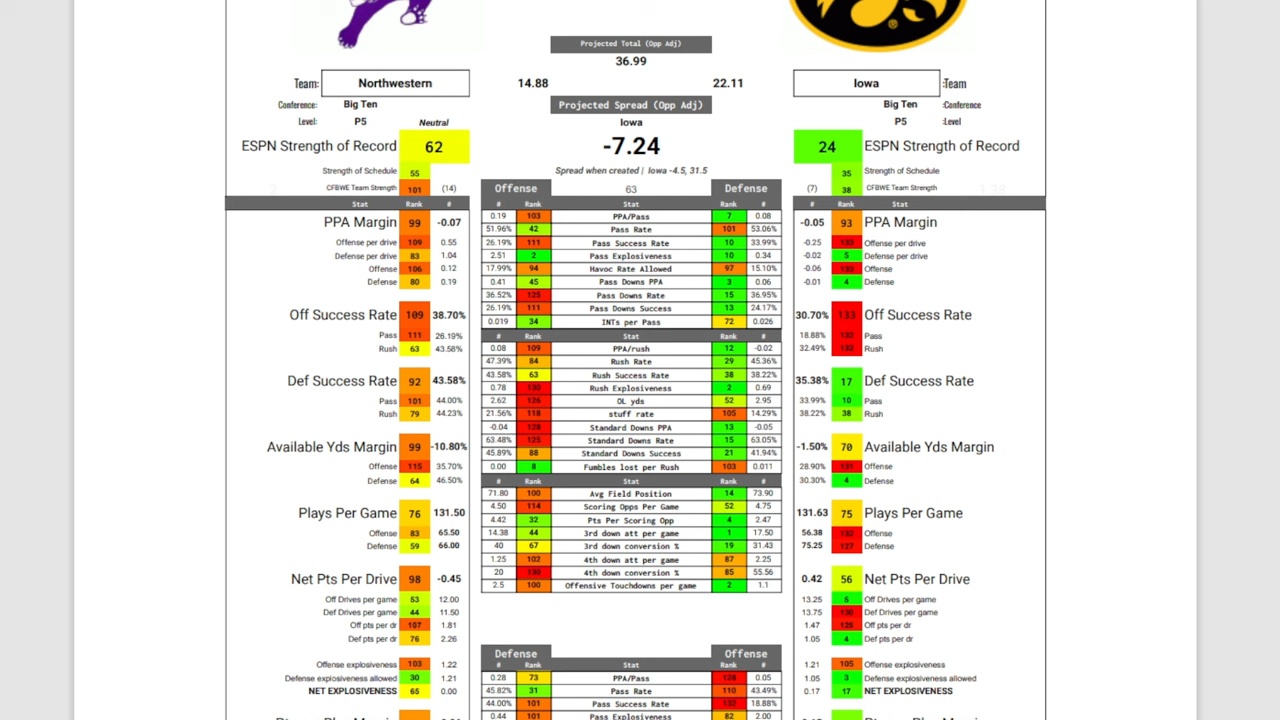 Projected Total (Opp Adj)
36.99
Team: Northwestern 14.88 22.11 Iowa :Team
Conference: Big Ten Projected Spread (Opp Adj) Big Ten :Conference
Level: P5 Neutral Iowa P5 :Level
ESPN Strength of Record 62 -7.24 24 ESPN Strength of Record
Strength of Schedule 55 Spread when created | Iowa -4.5, 31.5 35 Strength of Schedule
CFBWE Team Strength 101 (14) Offense 63 Defense (7) 38 CFBWE Team Strength
Stat Rank # # Rank Stat Rank # # Rank Stat
PPA Margin 99 -0.07 0.19 103 PPA/Pass 7 0.08 -0.05 93 PPA Margin
51.96% 42 Pass Rate 101 53.06%
Offense per drive 109 0.55 26.19% 111 Pass Success Rate 10 33.99% -0.25 133 Offense per drive
Defense per drive 83 1.04 2.51 2 Pass Explosiveness 10 0.34 -0.02 5 Defense per drive
Offense 106 0.12 17.99% 94 Havoc Rate Allowed 97 15.10% -0.06 133 Offense
Defense 80 0.19 0.41 45 Pass Downs PPA 3 0.06 -0.01 4 Defense
36.52% 125 Pass Downs Rate 15 36.95%
Off Success Rate 109 38.70% 26.19% 111 Pass Downs Success 13 24.17% 30.70% 133 Off Success Rate
0.019 34 INTs per Pass 72 0.026
Pass 111 26.19% # Rank Stat Rank # 18.88% 132 Pass
Rush 63 43.58% 0.08 109 PPA/rush 12 -0.02 32.49% 132 Rush
47.39% 84 Rush Rate 29 45.36%
Def Success Rate 92 43.58% 43.58% 63 Rush Success Rate 38 38.22% 35.38% 17 Def Success Rate
0.78 130 Rush Explosiveness 2 0.69
Pass 101 44.00% 2.62 126 OL yds 52 2.95 33.99% 10 Pass
Rush 79 44.23% 21.56% 118 stuff rate 105 14.29% 38.22% 38 Rush
-0.04 128 Standard Downs PPA 13 -0.05
Available Yds Margin 99 -10.80% 63.48% 125 Standard Downs Rate 15 63.05% -1.50% 70 Available Yds Margin
45.89% 88 Standard Downs Success 21 41.94%
Offense 115 35.70% 0.00 8 Fumbles lost per Rush 103 0.011 28.90% 131 Offense
Defense 64 46.50% # Rank Stat Rank # 30.30% 4 Defense
71.80 100 Avg Field Position 14 73.90
Plays Per Game 76 131.50 4.50 114 Scoring Opps Per Game 52 4.75 131.63 75 Plays Per Game
4.42 32 Pts Per Scoring Opp 4 2.47
Offense 83 65.50 14.38 44 3rd down att per game 1 17.50 56.38 132 Offense
Defense 59 66.00 40 67 3rd down conversion % 19 31.43 75.25 127 Defense
1.25 102 4th down att per game 87 2.25
Net Pts Per Drive 98 -0.45 20 130 4th down conversion % 85 55.56 0.42 56 Net Pts Per Drive
2.5 100 Offensive Touchdowns per game 2 1.1
Off Drives per game 53 12.00 13.25 5 Off Drives per game
Def Drives per game 44 11.50 13.75 130 Def Drives per game
Off pts per dr 107 1.81 1.47 125 Off pts per dr
Def pts per dr 76 2.26 1.05 4 Def pts per dr
Defense Offense
Offense explosiveness 103 1.22 # Rank Stat Rank # 1.21 105 Offense explosiveness
Defense explosiveness allowed 30 1.21 0.28 73 PPA/Pass 128 0.05 1.05 3 Defense explosiveness allowed
NET EXPLOSIVENESS 65 0.00 45.82% 31 Pass Rate 110 43.49% 0.17 17 NET EXPLOSIVENESS
44.00% 101 Pass Success Rate 132 18.88%
0.44 101 Pass Explosiveness 82 2.00